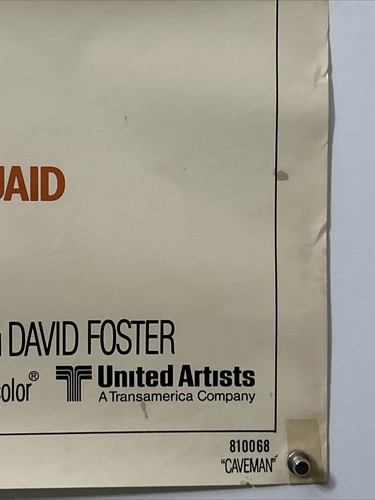 UAID
DAVID FOSTER
color® United Artists
A Transamerica Company
810068
"CAVEMAN"